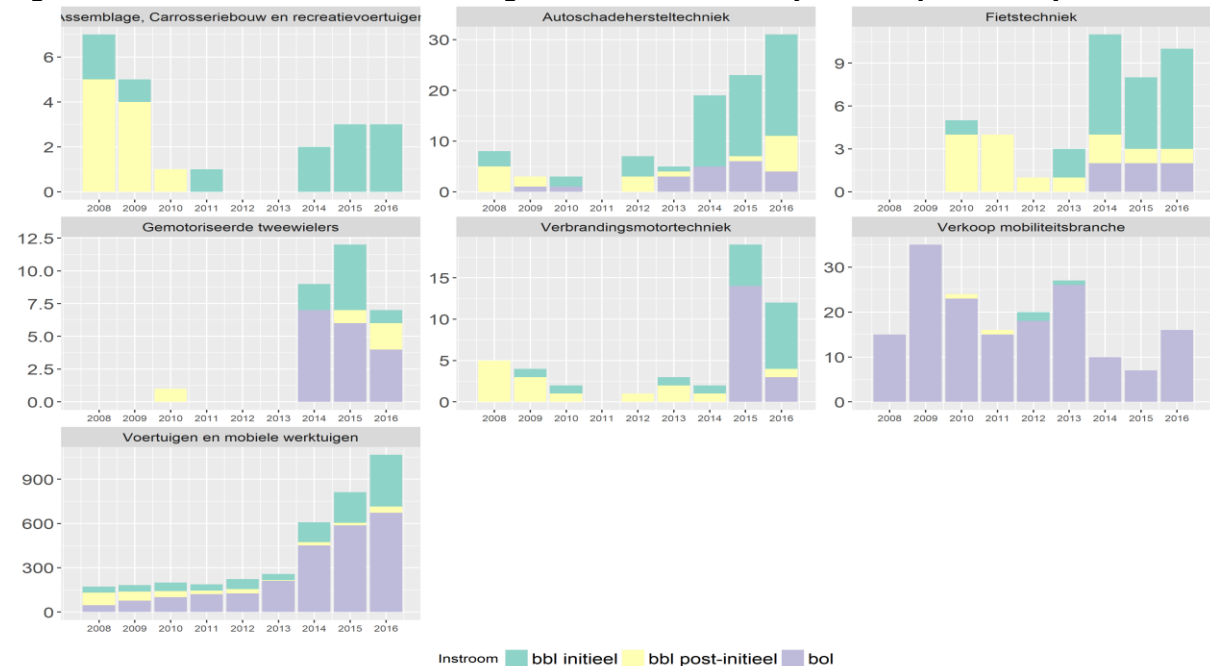 Assemblage, Carrosseriebouw en recreatievoertuigen
6
4
2
0
2008 2009 2010 2011 2012 2013 2014 2015 2016
Autoschadehersteltechniek
30
20
10
0
2008 2009 2010 2011 2012 2013 2014 2015 2016
Fietstechniek
9
6
3
0
2008 2009 2010 2011 2012 2013 2014 2015 2016
Gemotoriseerde tweewielers
12.5
10.0
7.5
5.0
2.5
0.0
2008 2009 2010 2011 2012 2013 2014 2015 2016
Verbrandingsmotortechniek
15
10
5
0
2008 2009 2010 2011 2012 2013 2014 2015 2016
Verkoop mobiliteitsbranche
30
20
10
0
2008 2009 2010 2011 2012 2013 2014 2015 2016
Voertuigen en mobiele werktuigen
900
600
300
0
2008 2009 2010 2011 2012 2013 2014 2015 2016
Instroom bbl initieel bbl post-initieel bol